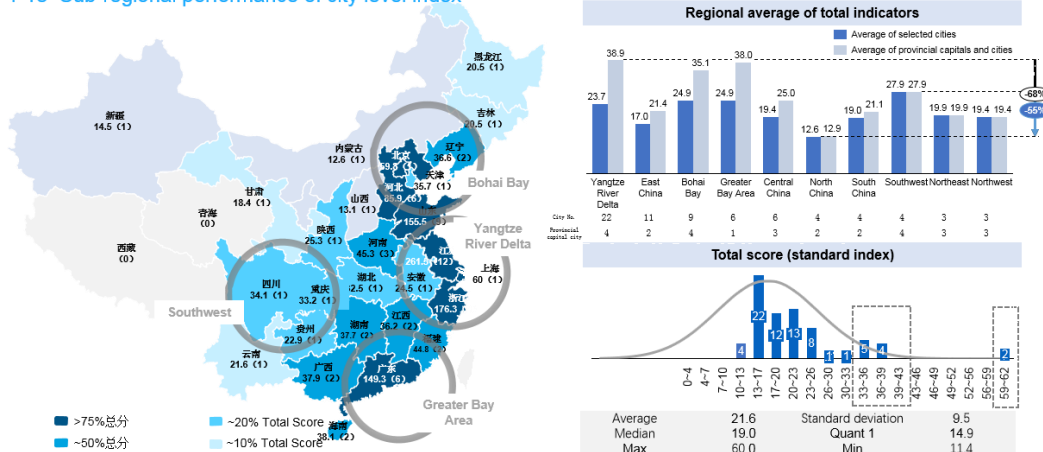 黑龙江
20.5（1）
吉林
20.5（1）
新疆
14.5（1）
内蒙古
12.6（1）
辽宁
36.6（2）
北京
天津
35.7（1）
Bohai Bay
甘肃
18.4（1）
山西
13.1（1）
河北
青海
(0)
陕西
25.3（1）
河南
45.3（3）
西藏
(0)
Yangtze
River Delta
上海
60（1）
安徽
24.5（1）
湖北
四川
34.1（1）
重庆
33.2（1）
Southwest
贵州
22.9（1）
湖南
37.7（2）
江西
36.2（2）
福建
云南
21.6（1）
广西
37.9（2）
广东
149.3（6）
Greater Bay
Area
海南
38.1（2）
>75%总分
~20% Total Score
~50%总分
~10% Total Score
Regional average of total indicators
Average of selected cities
Average of provincial capitals and cities
23.7 38.9 17.0 21.4 24.9 35.1 24.9 38.0 19.4 25.0 12.6 12.9 19.0 21.1 27.9 27.9 19.9 19.9 19.4 19.4
-68%
-55%
Yangtze River Delta
East China
Bohai Bay
Greater Bay Area
Central China
North China
South China
Southwest
Northeast
Northwest
City No. 22 11 9 6 6 4 4 4 3 3
Provincial capital city 4 2 4 1 3 2 2 4 3 3
Total score (standard index)
4 22 12 13 8 1 1 5 4 2
0~4 4~7 7~10 10~13 13~17 17~20 20~23 23~26 26~30 30~33 33~36 36~39 39~43 43~46 46~49 49~52 52~56 56~59 59~62
Average 21.6 Standard deviation 9.5
Median 19.0 Quant 1 14.9
Max 60.0 Min 11.4